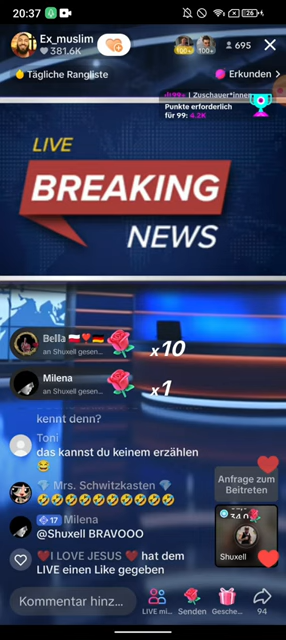 20:37
26
Ex_muslim
381.6K
100+
100+
695
Tägliche Rangliste
Erkunden
Zuschauer*innen
Punkte erforderlich
für 99: 4.2K
LIVE
BREAKING
NEWS
Bella
an Shuxell gesen...
x10
Milena
an Shuxell gesen...
x1
kennt denn?
Toni
das kannst du keinem erzählen
Mrs. Schwitzkasten
17 Milena
@Shuxell BRAVOOO
I LOVE JESUS hat dem
LIVE einen Like gegeben
Anfrage zum
Beitreten
Shuxell
Kommentar hinz...
LIVE mi...
Senden
Gesche...
94